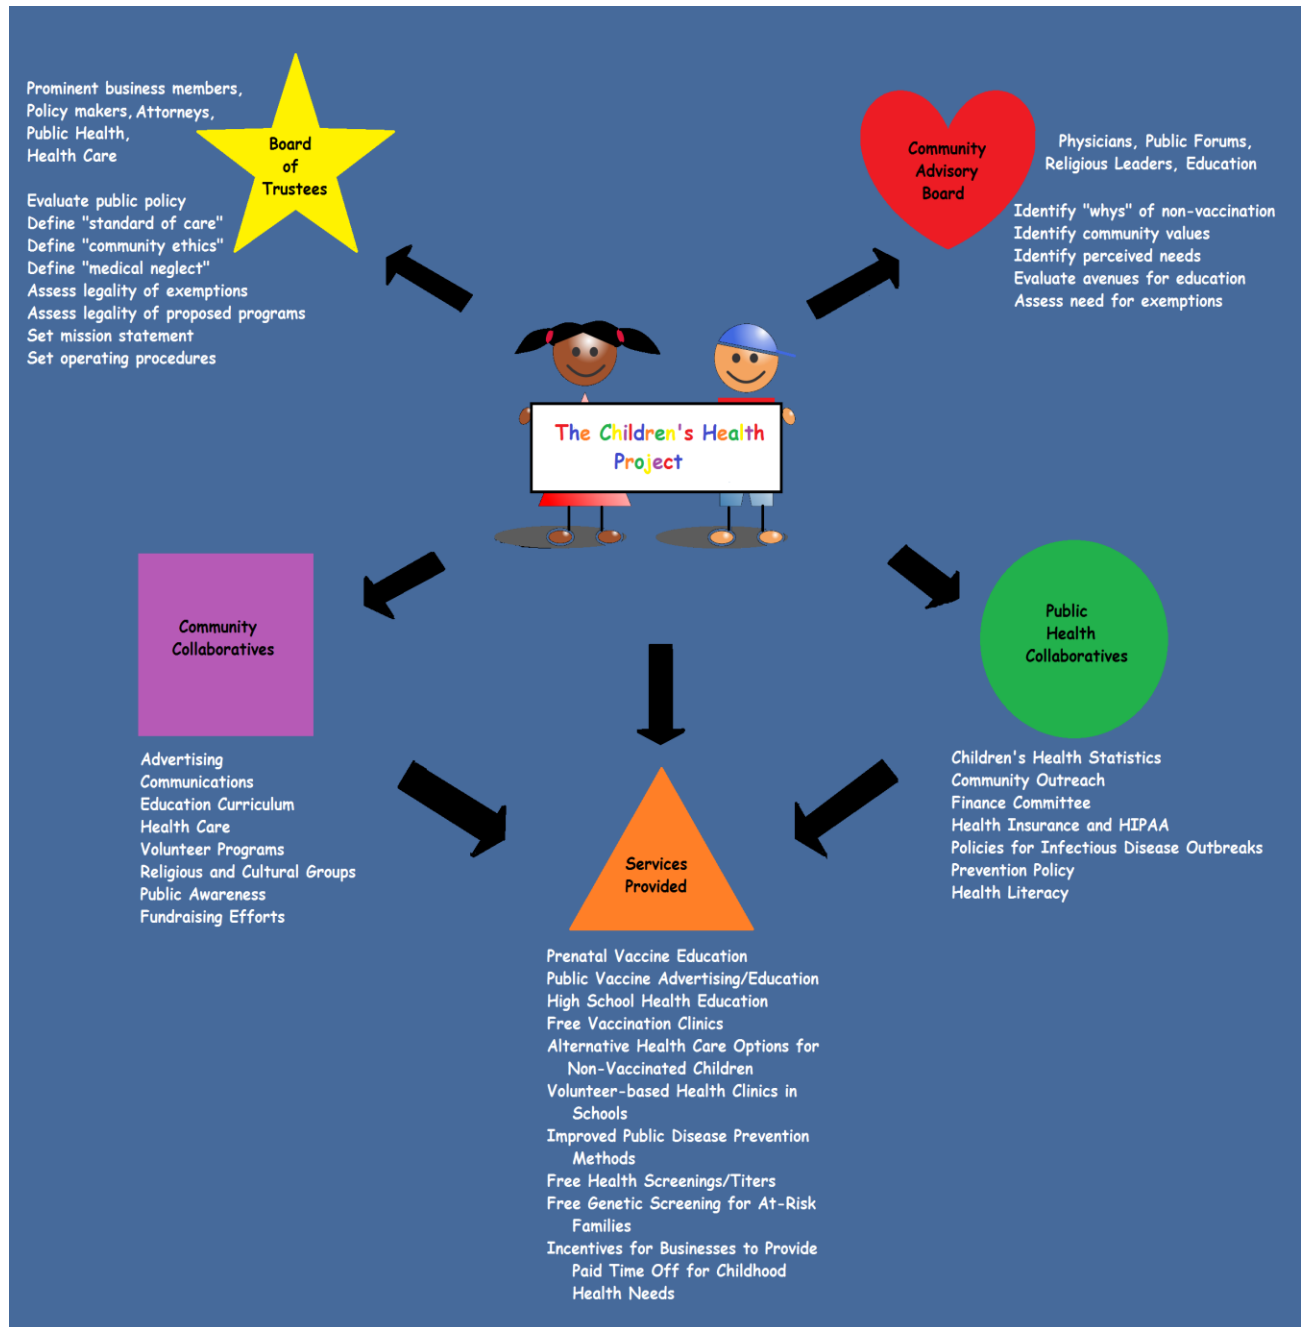 Prominent business members,
Policy makers, Attorneys,
Public Health,
Health Care
Evaluate public policy
Define "standard of care"
Define "community ethics"
Define "medical neglect"
Assess legality of exemptions
Assess legality of proposed programs
Set mission statement
Set operating procedures
Board
of
Trustees
Community
Advisory
Board
Physicians, Public Forums,
Religious Leaders, Education
Identify "whys" of non-vaccination
Identify community values
Identify perceived needs
Evaluate avenues for education
Assess need for exemptions
The Children's Health
Project
Community
Collaboratives
Advertising
Communications
Education Curriculum
Health Care
Volunteer Programs
Religious and Cultural Groups
Public Awareness
Fundraising Efforts
Public
Health
Collaboratives
Children's Health Statistics
Community Outreach
Finance Committee
Health Insurance and HIPAA
Policies for Infectious Disease Outbreaks
Prevention Policy
Health Literacy
Services
Provided
Prenatal Vaccine Education
Public Vaccine Advertising/Education
High School Health Education
Free Vaccination Clinics
Alternative Health Care Options for
Non-Vaccinated Children
Volunteer-based Health Clinics in
Schools
Improved Public Disease Prevention
Methods
Free Health Screenings/Titers
Free Genetic Screening for At-Risk
Families
Incentives for Businesses to Provide
Paid Time Off for Childhood
Health Needs